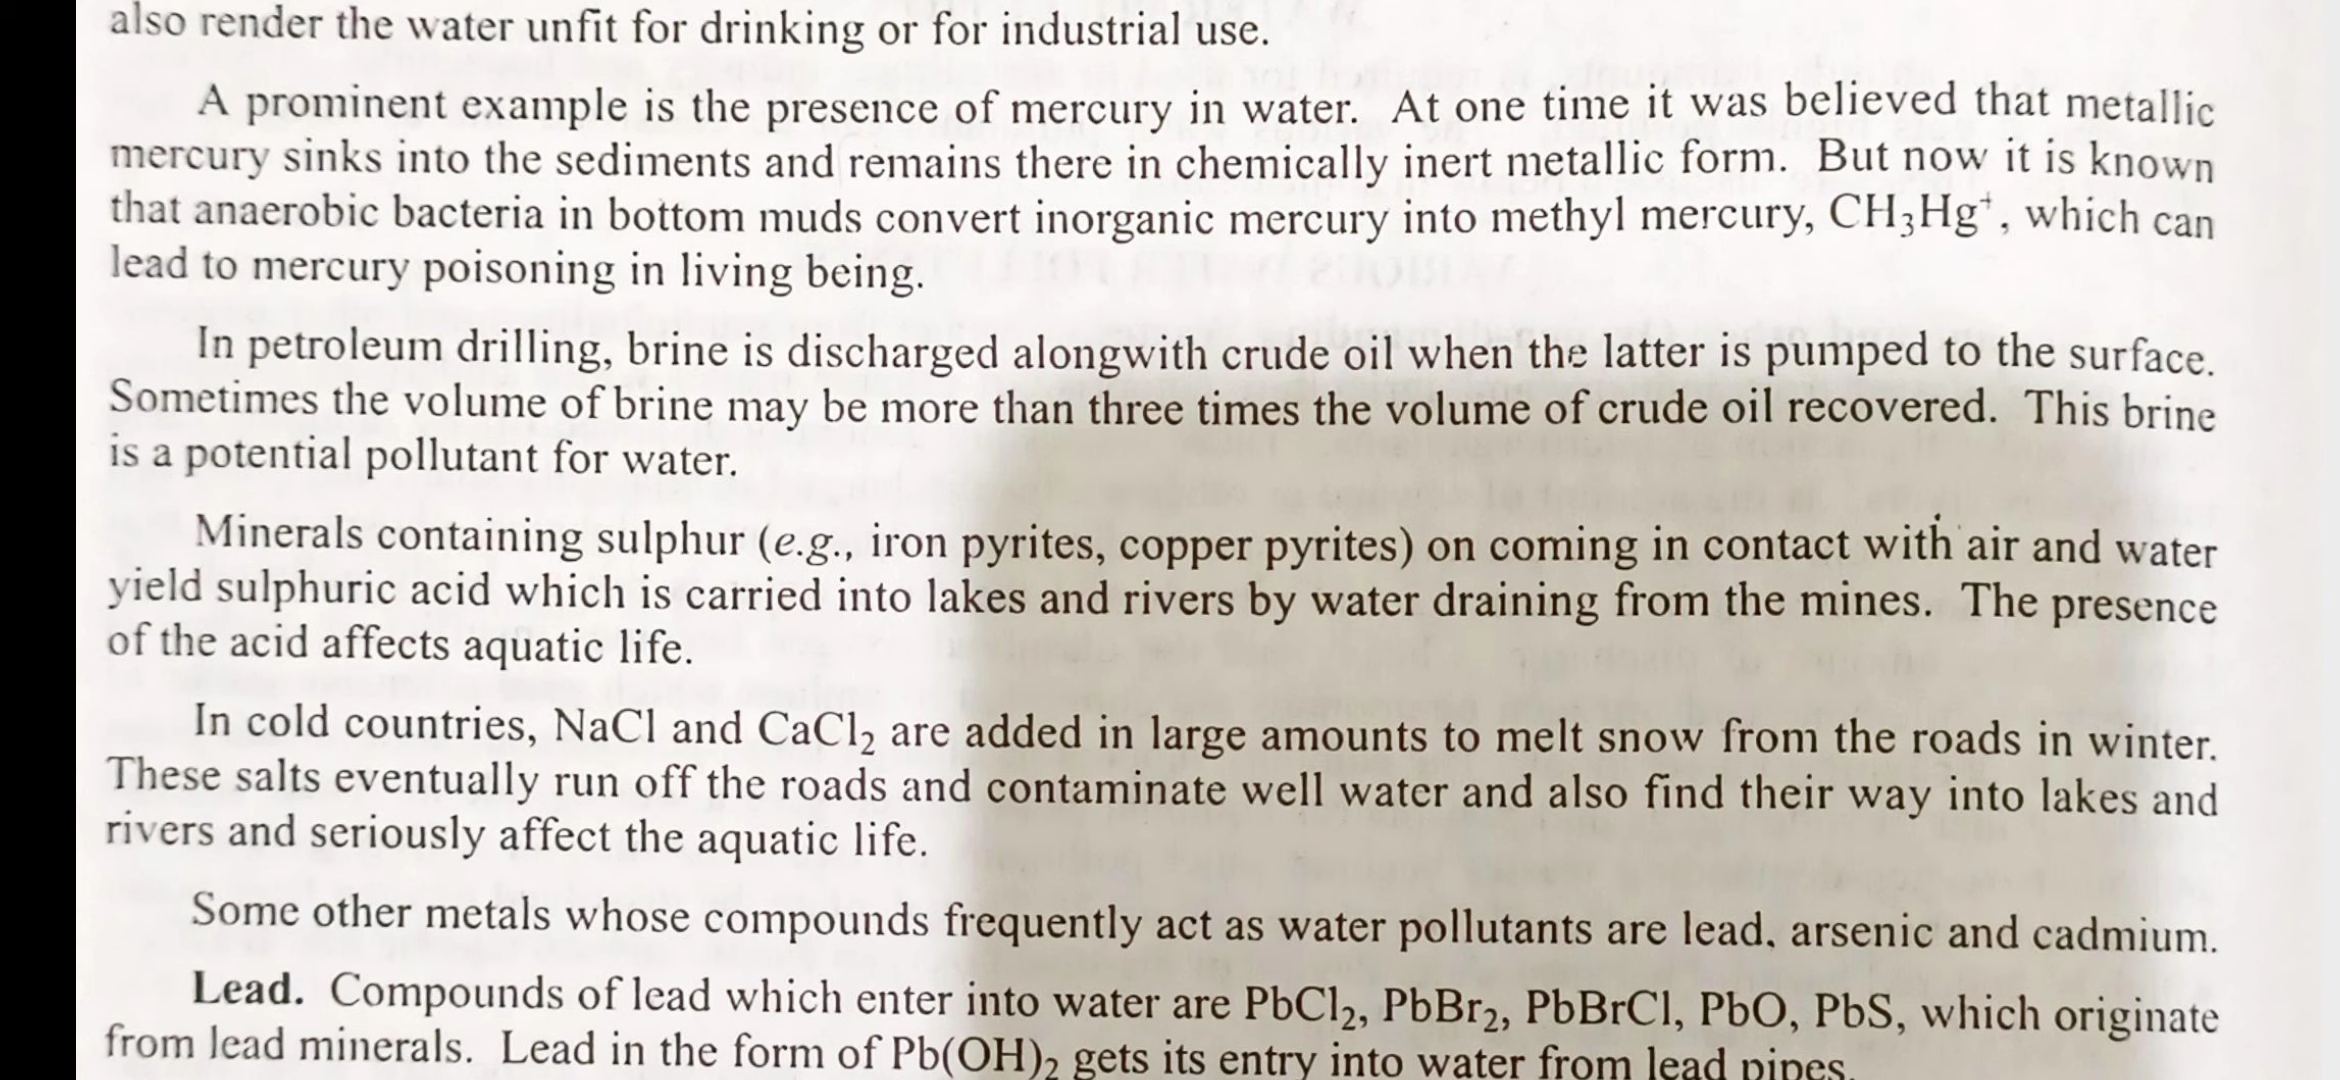 also render the water unfit for drinking or for industrial use.
A prominent example is the presence of mercury in water. At one time it was believed that metallic
mercury sinks into the sediments and remains there in chemically inert metallic form. But now it is known
that anaerobic bacteria in bottom muds convert inorganic mercury into methyl mercury, CH₃Hg⁺, which can
lead to mercury poisoning in living being.
In petroleum drilling, brine is discharged alongwith crude oil when the latter is pumped to the surface.
Sometimes the volume of brine may be more than three times the volume of crude oil recovered. This brine
is a potential pollutant for water.
Minerals containing sulphur (e.g., iron pyrites, copper pyrites) on coming in contact with air and water
yield sulphuric acid which is carried into lakes and rivers by water draining from the mines. The presence
of the acid affects aquatic life.
In cold countries, NaCl and CaCl₂ are added in large amounts to melt snow from the roads in winter.
These salts eventually run off the roads and contaminate well water and also find their way into lakes and
rivers and seriously affect the aquatic life.
Some other metals whose compounds frequently act as water pollutants are lead, arsenic and cadmium.
Lead. Compounds of lead which enter into water are PbCl₂, PbBr₂, PbBrCl, PbO, PbS, which originate
from lead minerals. Lead in the form of Pb(OH)₂ gets its entry into water from lead pipes.